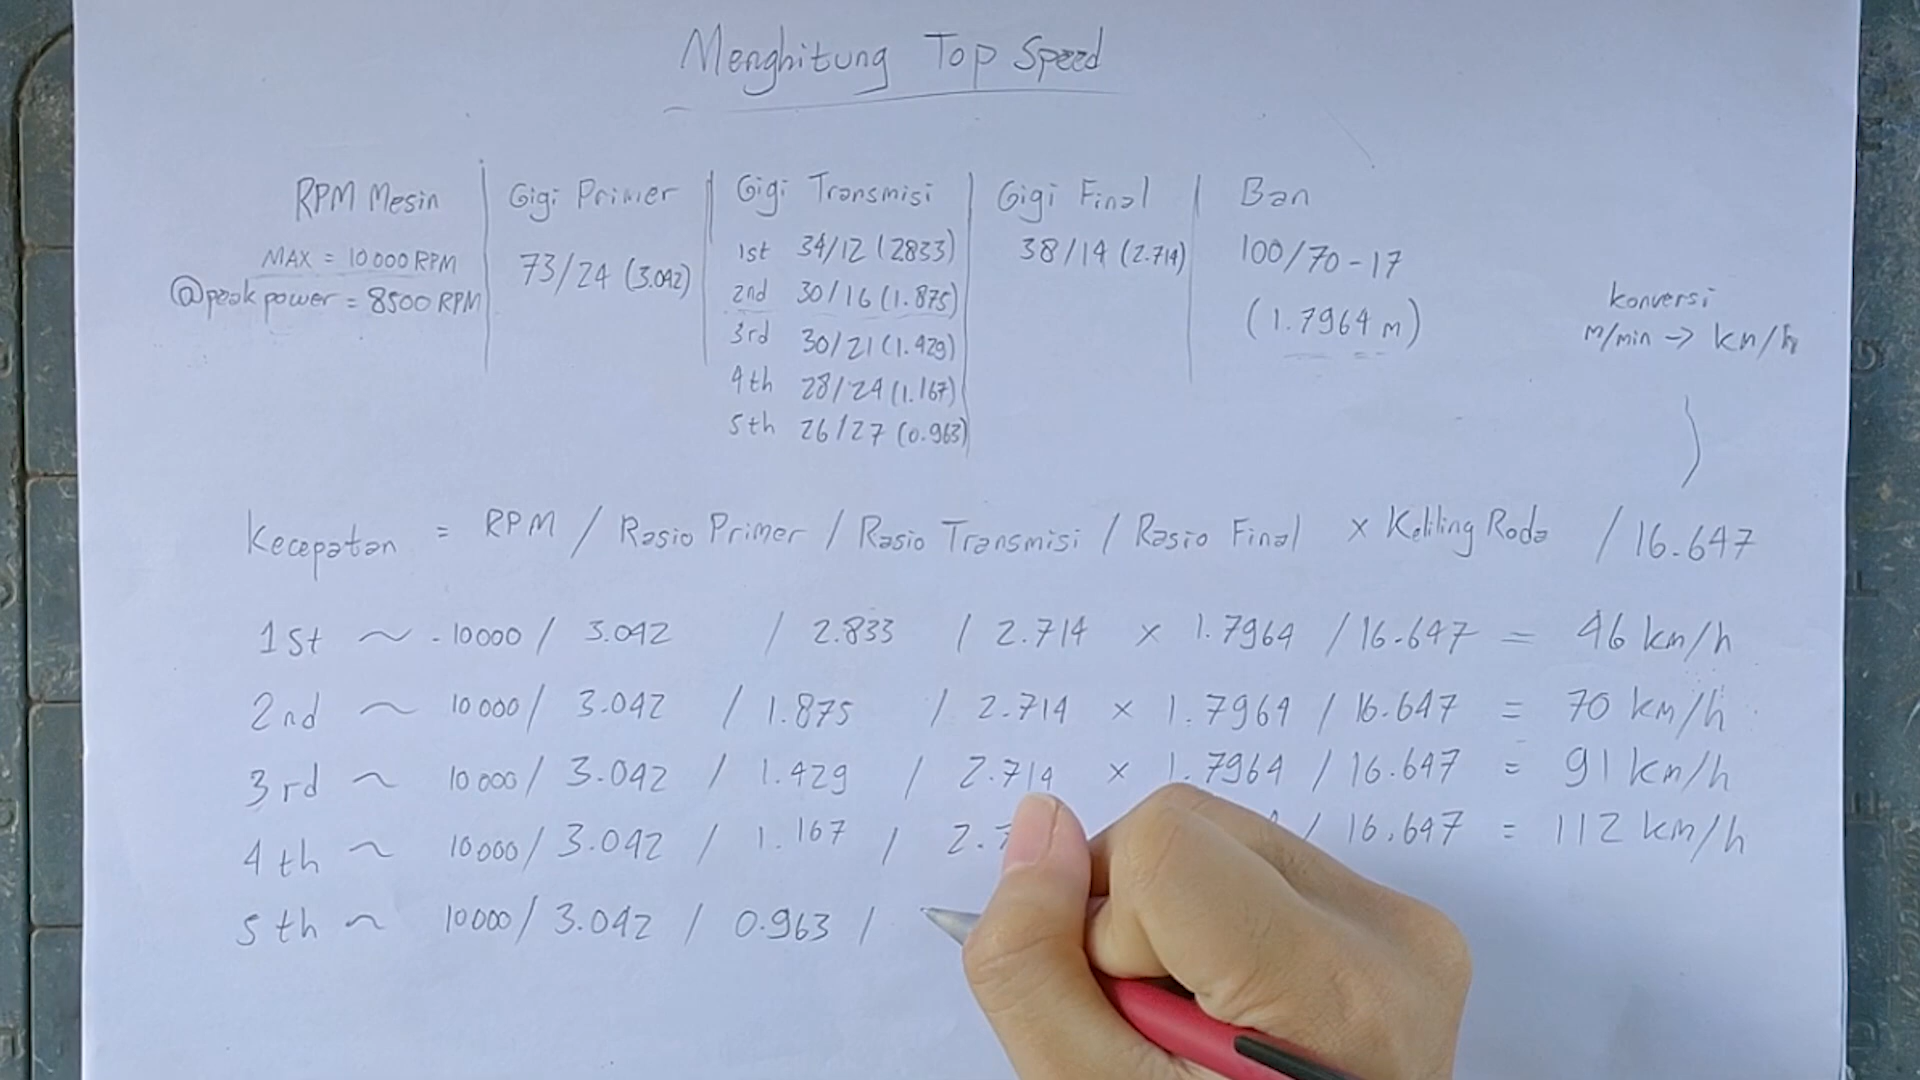 Menghitung Top Speed
RPM Mesin
MAX = 10000 RPM
@peak power = 8500 RPM
Gigi Primer
73/24 (3.042)
Gigi Transmisi
1st 34/12 (2833)
2nd 30/16 (1.875)
3rd 30/21 (1.429)
4th 28/24 (1.167)
5th 26/27 (0.963)
Gigi Final
38/14 (2.714)
Ban
100/70-17
(1.7964 m)
konversi
m/min -> km/h
Kecepatan = RPM / Rasio Primer / Rasio Transmisi / Rasio Final x Keliling Roda / 16.647
1st ~ 10000 / 3.042 / 2.833 / 2.714 x 1.7964 / 16.647 = 46 km/h
2nd ~ 10000 / 3.042 / 1.875 / 2.714 x 1.7964 / 16.647 = 70 km/h
3rd ~ 10000 / 3.042 / 1.429 / 2.714 x 1.7964 / 16.647 = 91 km/h
4th ~ 10000 / 3.042 / 1.167 / 2.7 / 16.647 = 112 km/h
5th ~ 10000 / 3.042 / 0.963 /